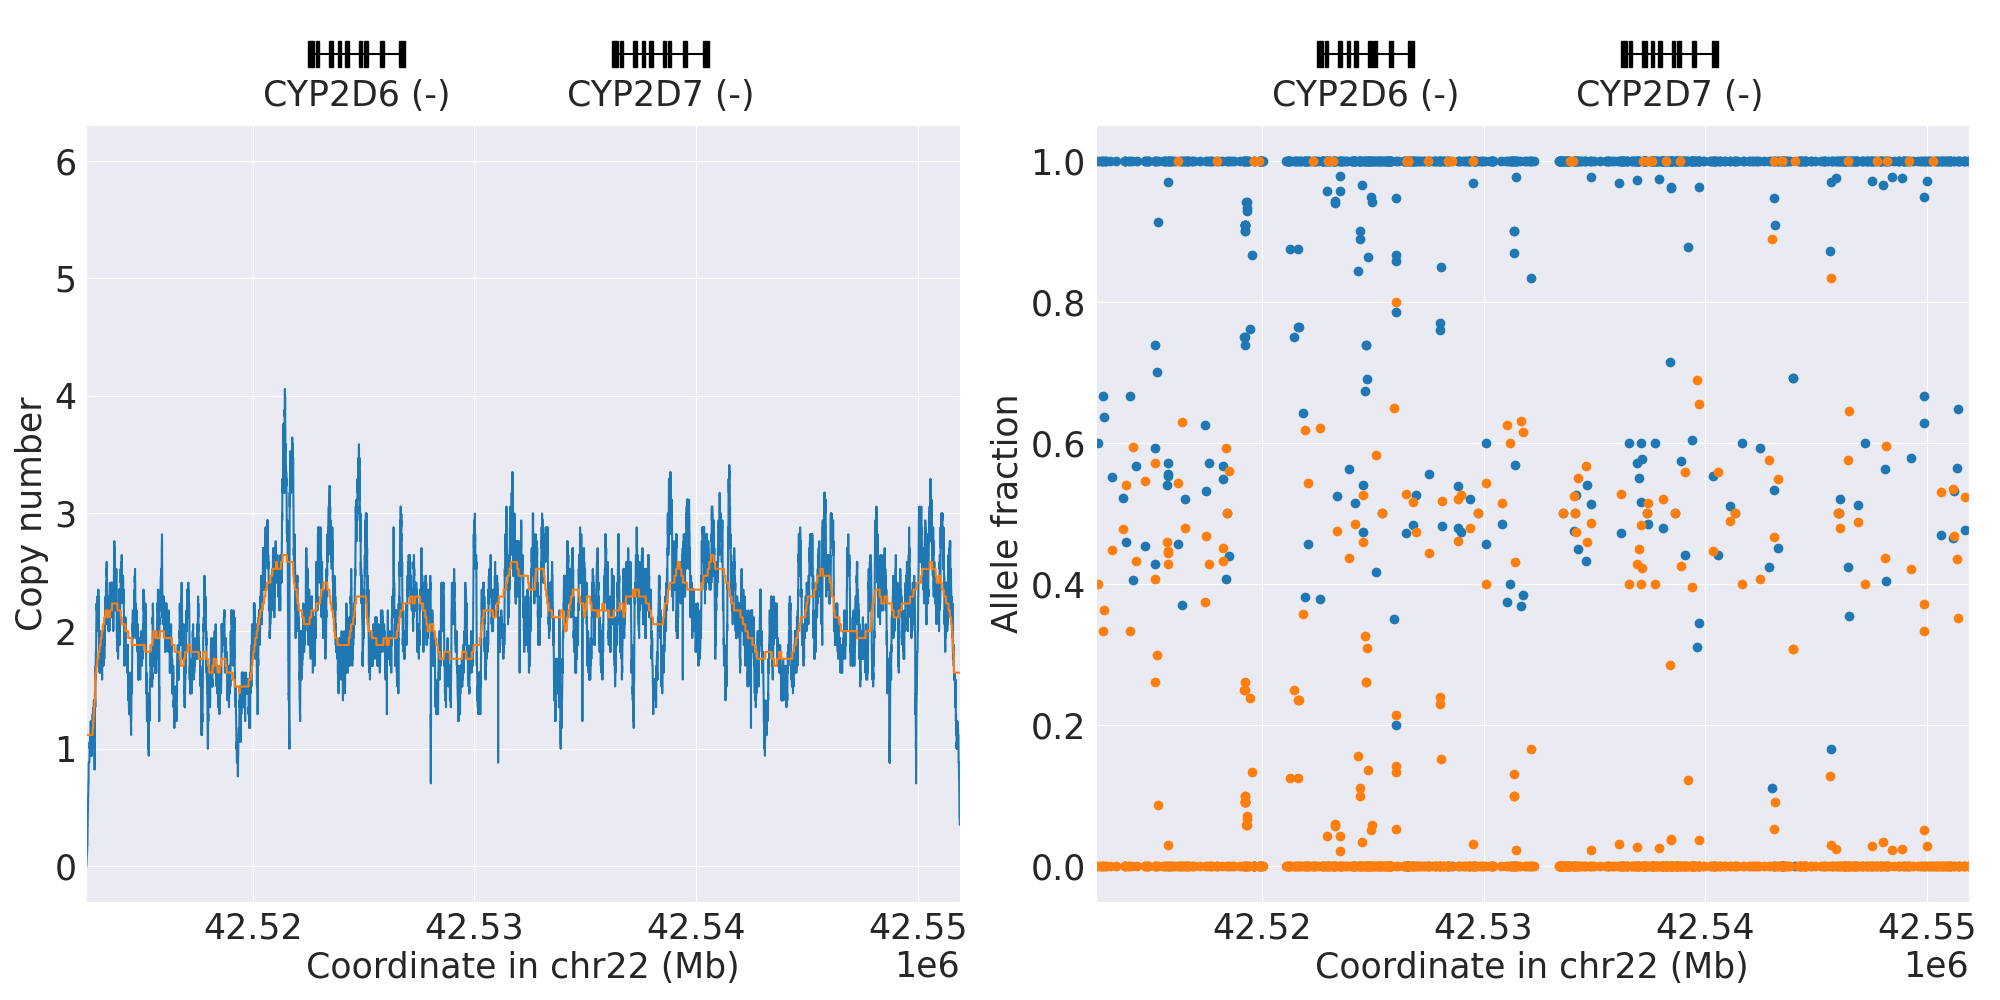 CYP2D6 (-) CYP2D7 (-)
Copy number
6
5
4
3
2
1
0
42.52 42.53 42.54 42.55
Coordinate in chr22 (Mb) 1e6
CYP2D6 (-) CYP2D7 (-)
Allele fraction
1.0
0.8
0.6
0.4
0.2
0.0
42.52 42.53 42.54 42.55
Coordinate in chr22 (Mb) 1e6